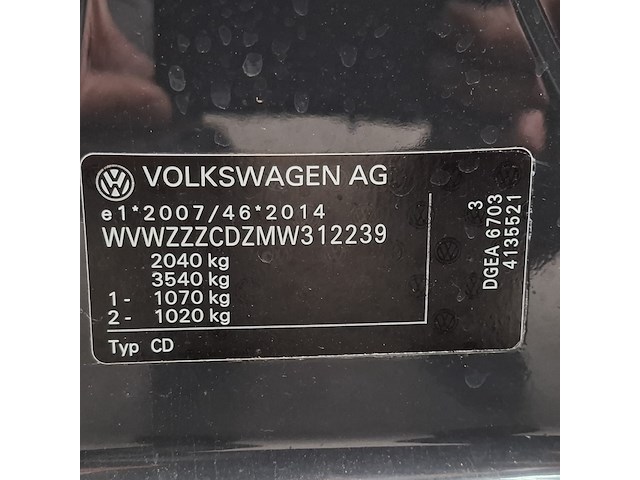 VOLKSWAGEN AG
e1*2007/46*2014
WVWZZZCDZMW312239
2040 kg
3540 kg
1- 1070 kg
2- 1020 kg
Typ CD
3
DGEA 6703
4135521